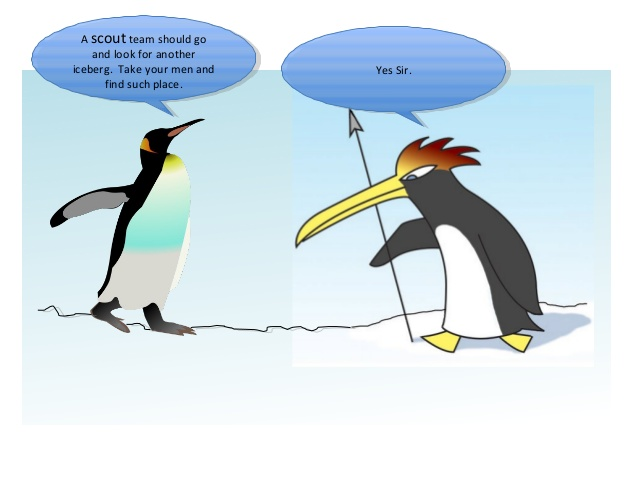 A scout team should go
and look for another
iceberg. Take your men and
find such place.
Yes Sir.